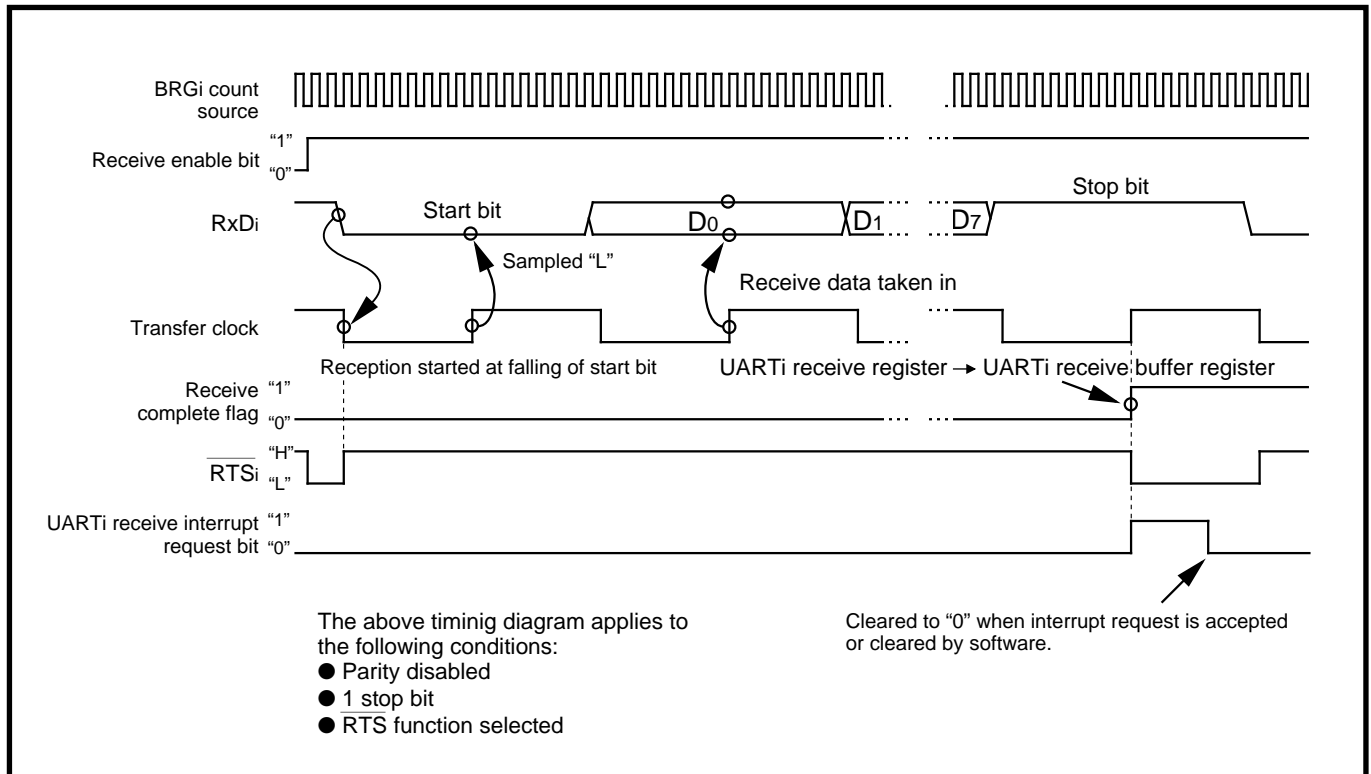 BRGi count
source
“1”
Receive enable bit
“0”
RxDi
Start bit
D0
D1
D7
Stop bit
Sampled “L”
Receive data taken in
Transfer clock
Reception started at falling of start bit
UARTi receive register → UARTi receive buffer register
Receive
complete flag
“1”
“0”
RTSi
“H”
“L”
UARTi receive interrupt
request bit
“1”
“0”
The above timinig diagram applies to
the following conditions:
● Parity disabled
● 1 stop bit
● RTS function selected
Cleared to “0” when interrupt request is accepted
or cleared by software.